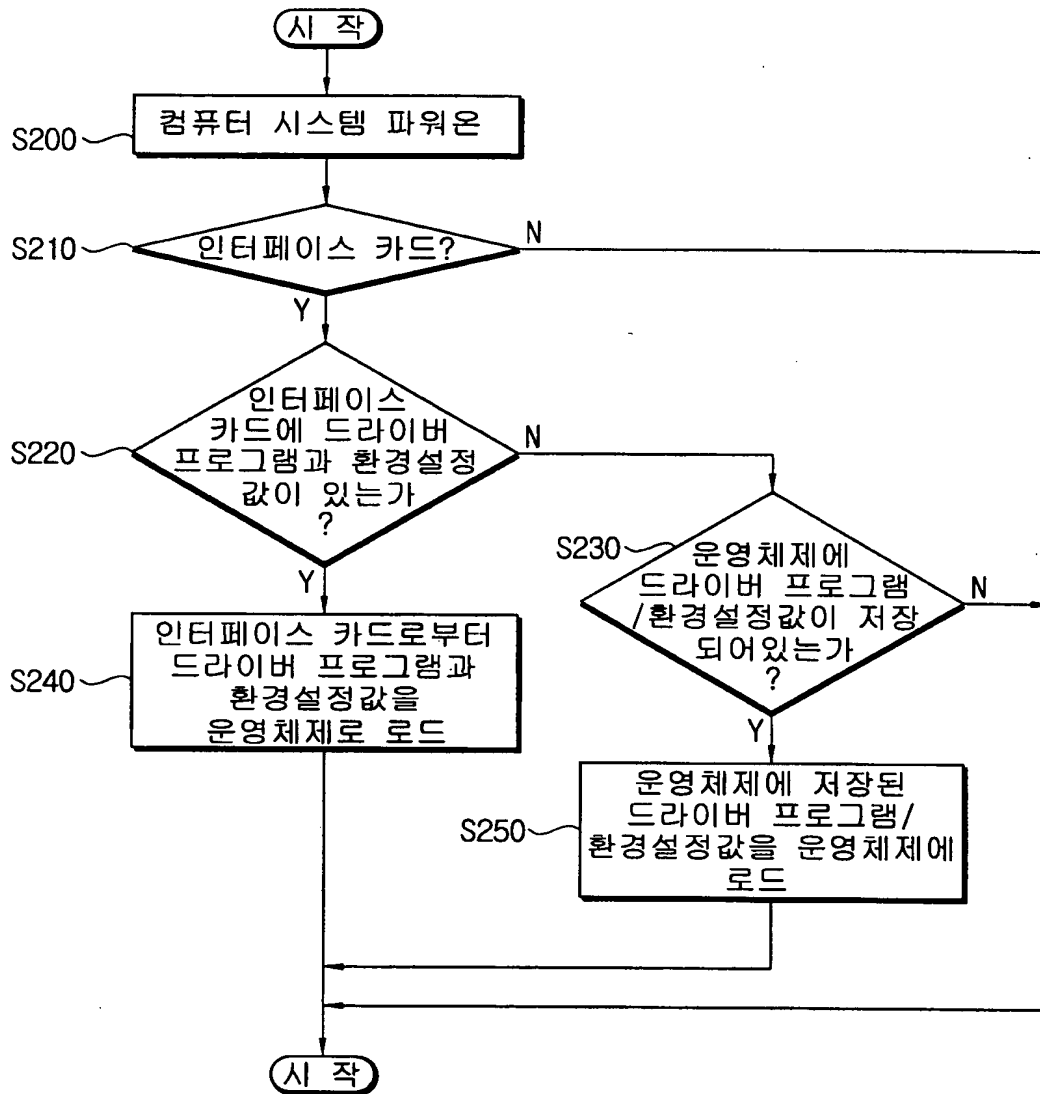 시 작
S200
컴퓨터 시스템 파워온
S210
인터페이스 카드?
N
Y
S220
인터페이스
카드에 드라이버
프로그램과 환경설정
값이 있는가
?
N
Y
S230
운영체제에
드라이버 프로그램
/환경설정값이 저장
되어있는가
?
N
Y
S240
인터페이스 카드로부터
드라이버 프로그램과
환경설정값을
운영체제로 로드
S250
운영체제에 저장된
드라이버 프로그램/
환경설정값을 운영체제에
로드
시 작